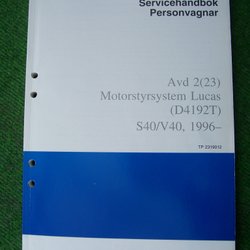 Servicehandbok
Personvagnar
Avd 2(23)
Motorstyrsystem Lucas
(D4192T)
S40/V40, 1996–
TP 2319012